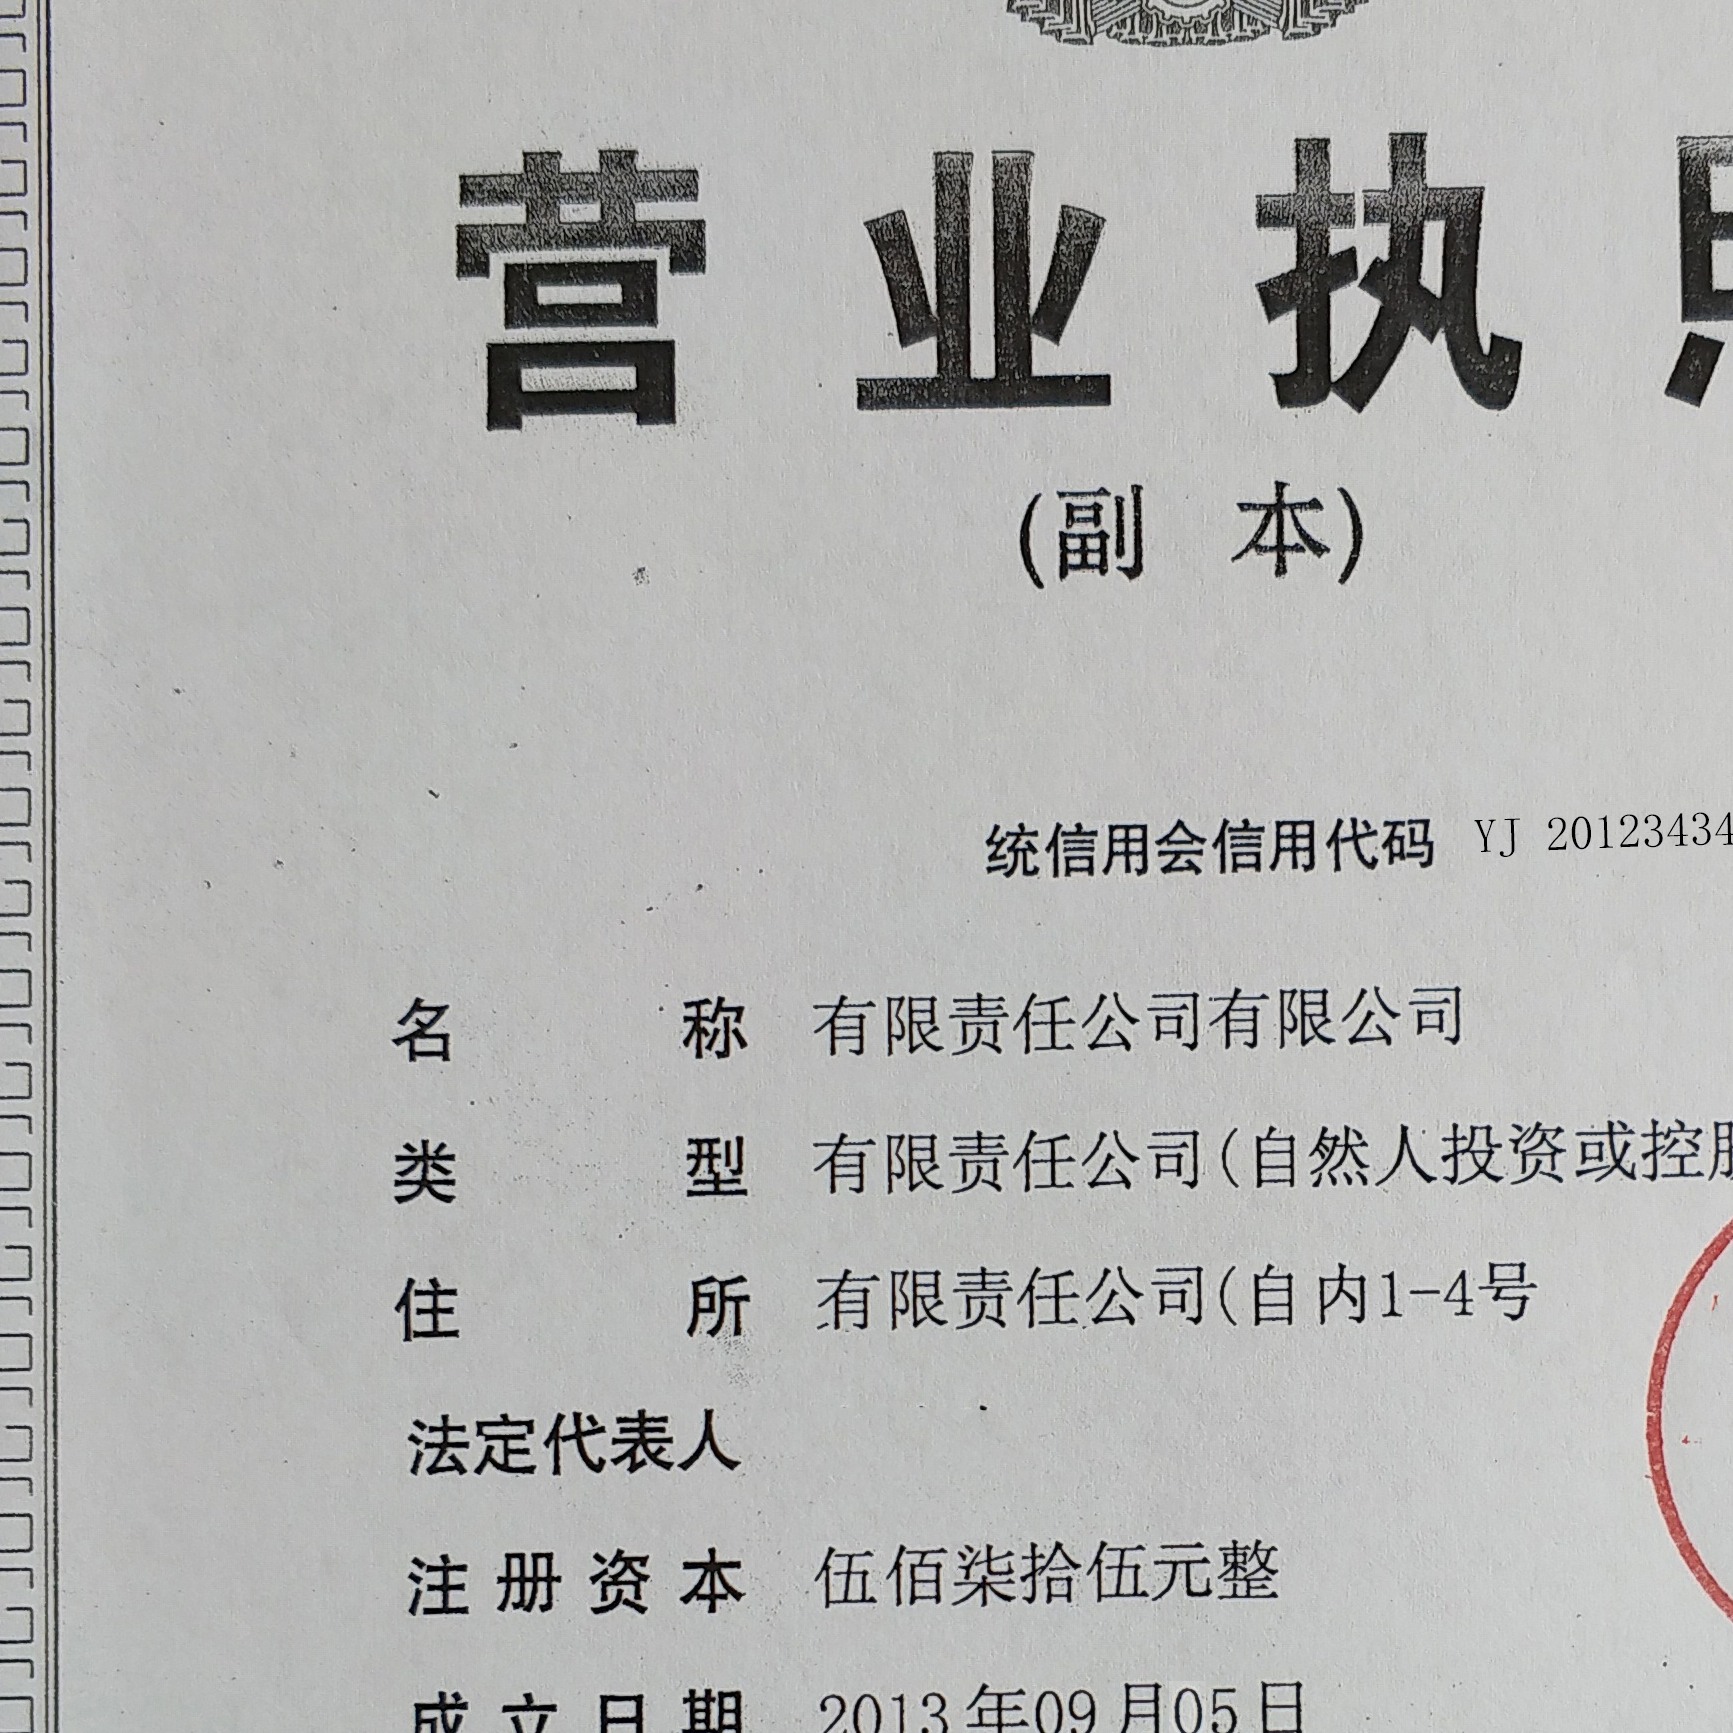 营业执照
(副 本)
统信用会信用代码 YJ 20123434
名 称 有限责任公司有限公司
类 型 有限责任公司(自然人投资或控股
住 所 有限责任公司(自内1-4号
法定代表人
注册资本 伍佰柒拾伍元整
成立日期 2013年09月05日